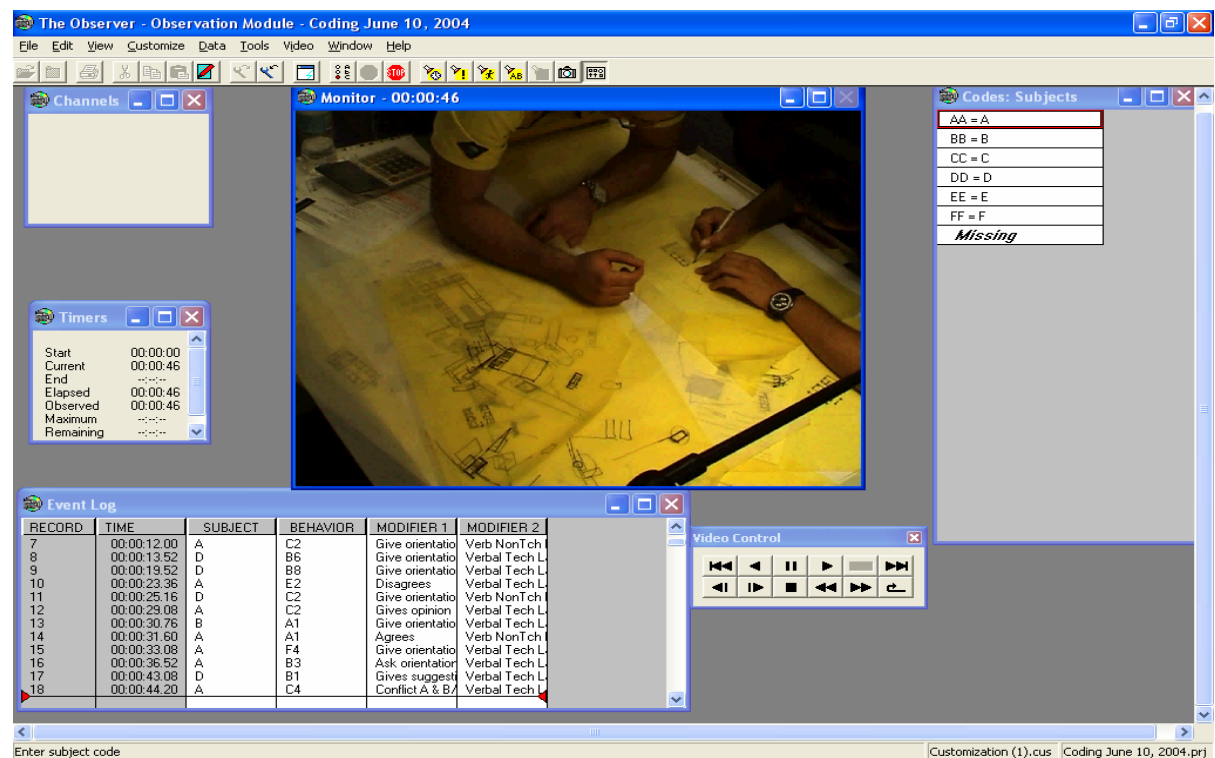 The Observer - Observation Module - Coding June 10, 2004
File Edit View Customize Data Tools Video Window Help
STOP
AB
Channels
Monitor - 00:00:46
Codes: Subjects
AA = A
BB = B
CC = C
DD = D
EE = E
FF = F
Missing
Timers
Start 00:00:00
Current 00:00:46
End --:--:--
Elapsed 00:00:46
Observed 00:00:46
Maximum --:--:--
Remaining --:--:--
Event Log
RECORD TIME SUBJECT BEHAVIOR MODIFIER 1 MODIFIER 2
7 00:00:12.00 A C2 Give orientatio Verb NonTch
8 00:00:13.52 D B6 Give orientatio Verbal Tech L
9 00:00:19.52 D B8 Give orientatio Verbal Tech L
10 00:00:23.36 A E2 Disagrees Verbal Tech L
11 00:00:25.16 D C2 Give orientatio Verb NonTch
12 00:00:29.08 A C2 Gives opinion Verbal Tech L
13 00:00:30.76 B A1 Give orientatio Verbal Tech L
14 00:00:31.60 A A1 Agrees Verb NonTch
15 00:00:33.08 A F4 Give orientatio Verbal Tech L
16 00:00:36.52 A B3 Ask orientation Verbal Tech L
17 00:00:43.08 D B1 Gives suggesti Verbal Tech L
18 00:00:44.20 A C4 Conflict A & B/ Verbal Tech L
Video Control
Enter subject code
Customization (1).cus Coding June 10, 2004.prj